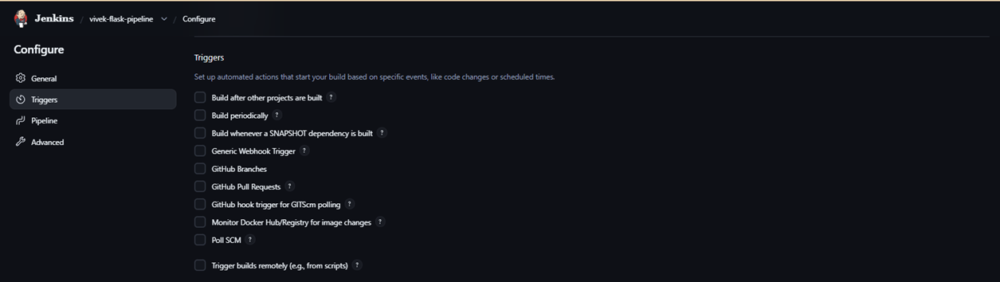 Jenkins / vivek-flask-pipeline / Configure
Configure
General
Triggers
Pipeline
Advanced
Triggers
Set up automated actions that start your build based on specific events, like code changes or scheduled times.
Build after other projects are built ?
Build periodically ?
Build whenever a SNAPSHOT dependency is built ?
Generic Webhook Trigger ?
GitHub Branches
GitHub Pull Requests ?
GitHub hook trigger for GITScm polling ?
Monitor Docker Hub/Registry for image changes ?
Poll SCM ?
Trigger builds remotely (e.g., from scripts) ?